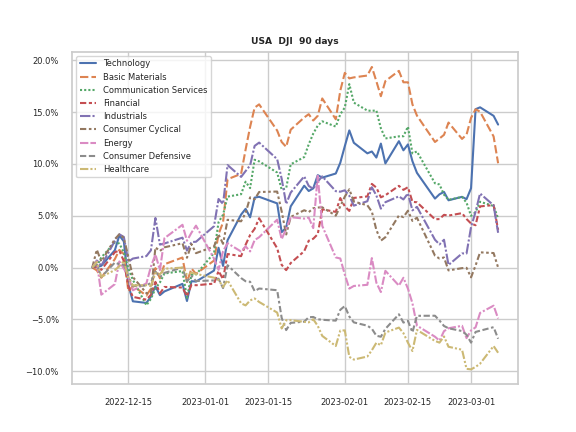 USA DJI 90 days
20.0%
15.0%
10.0%
5.0%
0.0%
−5.0%
−10.0%
Technology
Basic Materials
Communication Services
Financial
Industrials
Consumer Cyclical
Energy
Consumer Defensive
Healthcare
2022-12-15
2023-01-01
2023-01-15
2023-02-01
2023-02-15
2023-03-01